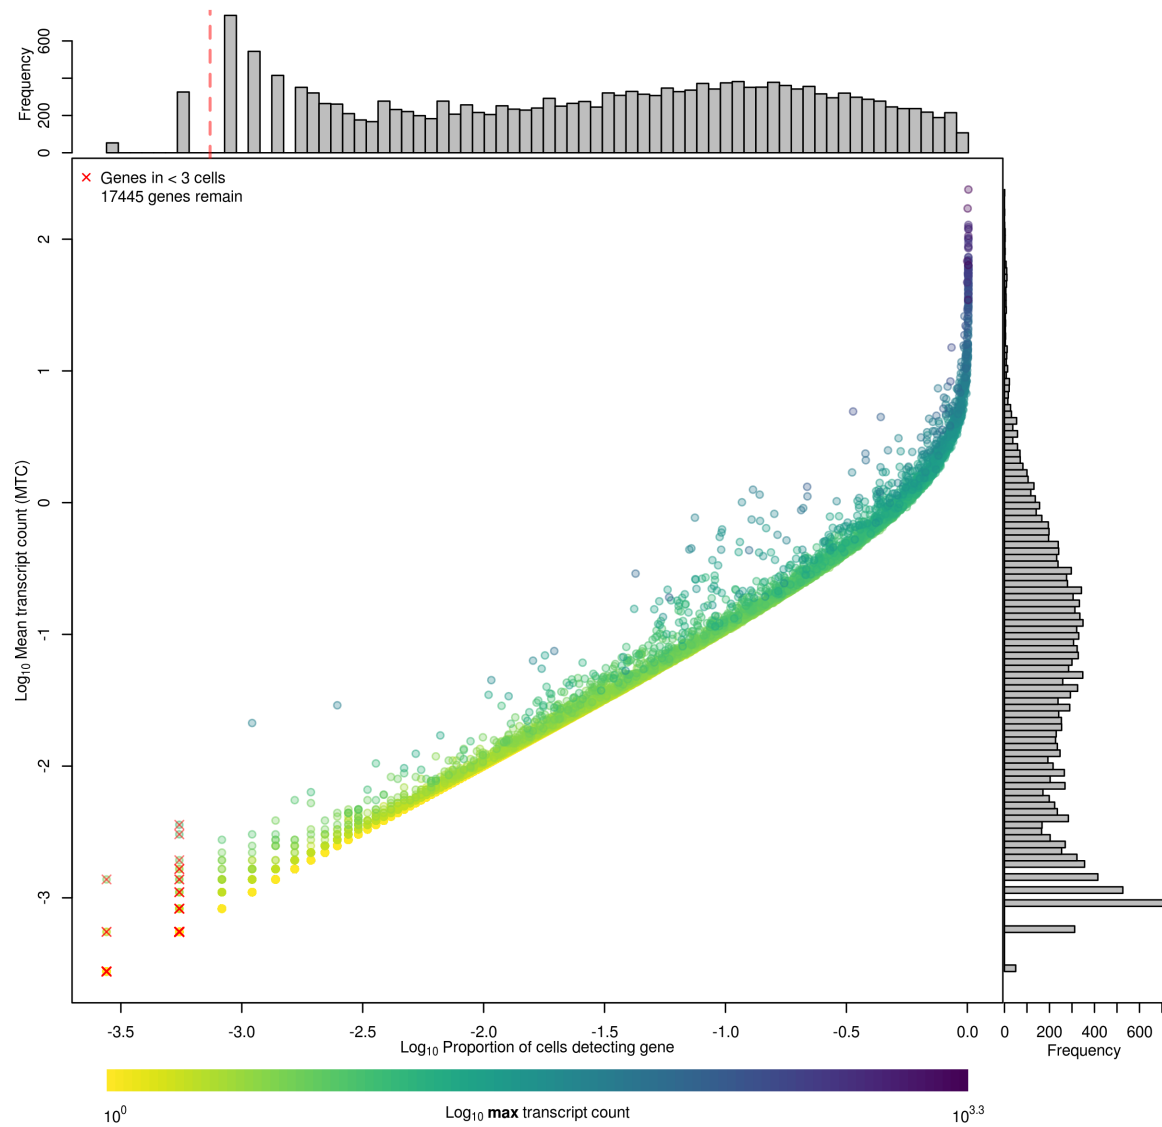 Frequency
0
200
600
Genes in < 3 cells
17445 genes remain
Log10 Mean transcript count (MTC)
2
1
0
-1
-2
-3
-3.5 -3.0 -2.5 -2.0 -1.5 -1.0 -0.5 0.0
Log10 Proportion of cells detecting gene
0 200 400 600
Frequency
10^0 Log10 max transcript count 10^3.3